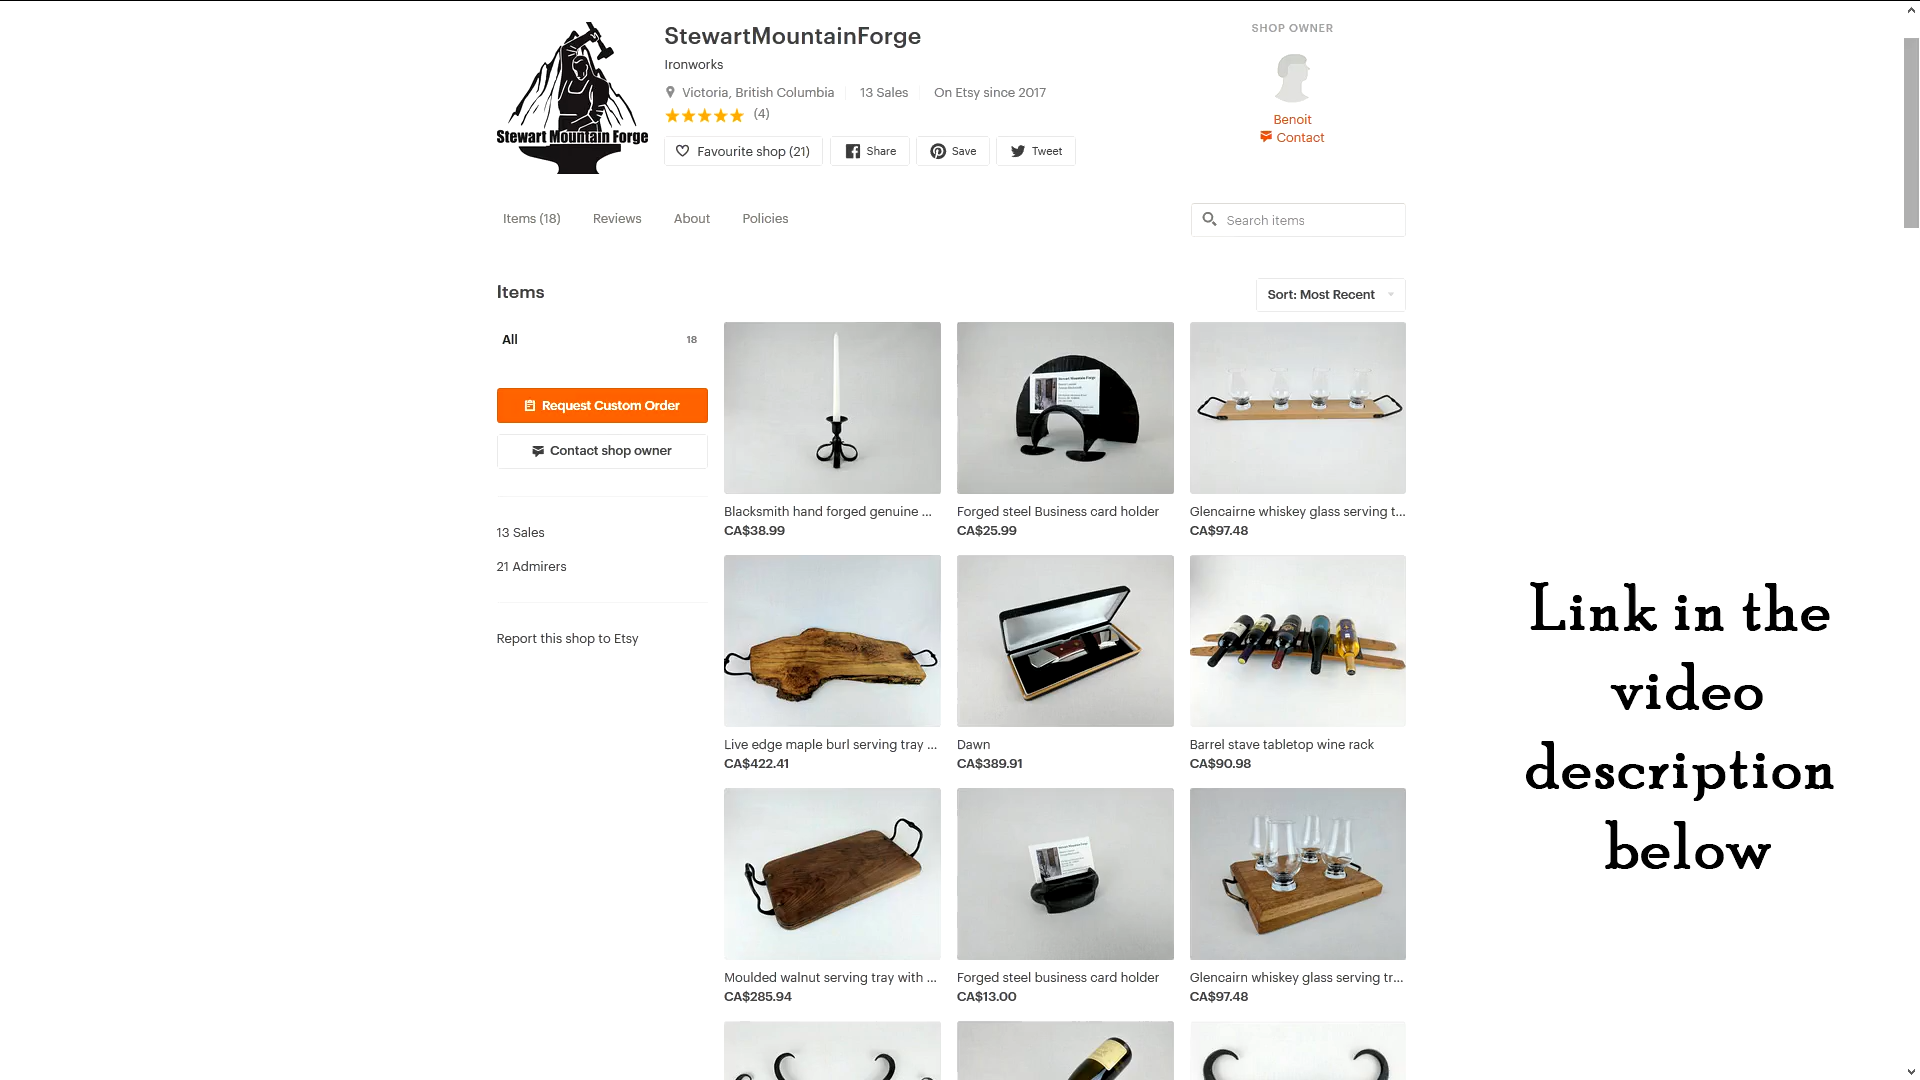 StewartMountainForge
Ironworks
Victoria, British Columbia 13 Sales On Etsy since 2017
(4)
Favourite shop (21) Share Save Tweet
Stewart Mountain Forge
SHOP OWNER
Benoit
Contact
Items (18) Reviews About Policies
Search items
Items
Sort: Most Recent
All 18
Request Custom Order
Contact shop owner
13 Sales
21 Admirers
Report this shop to Etsy
Blacksmith hand forged genuine ...
CA$38.99
Forged steel Business card holder
CA$25.99
Glencairne whiskey glass serving t...
CA$97.48
Live edge maple burl serving tray ...
CA$422.41
Dawn
CA$389.91
Barrel stave tabletop wine rack
CA$90.98
Moulded walnut serving tray with ...
CA$285.94
Forged steel business card holder
CA$13.00
Glencairn whiskey glass serving tr...
CA$97.48
Link in the
video
description
below